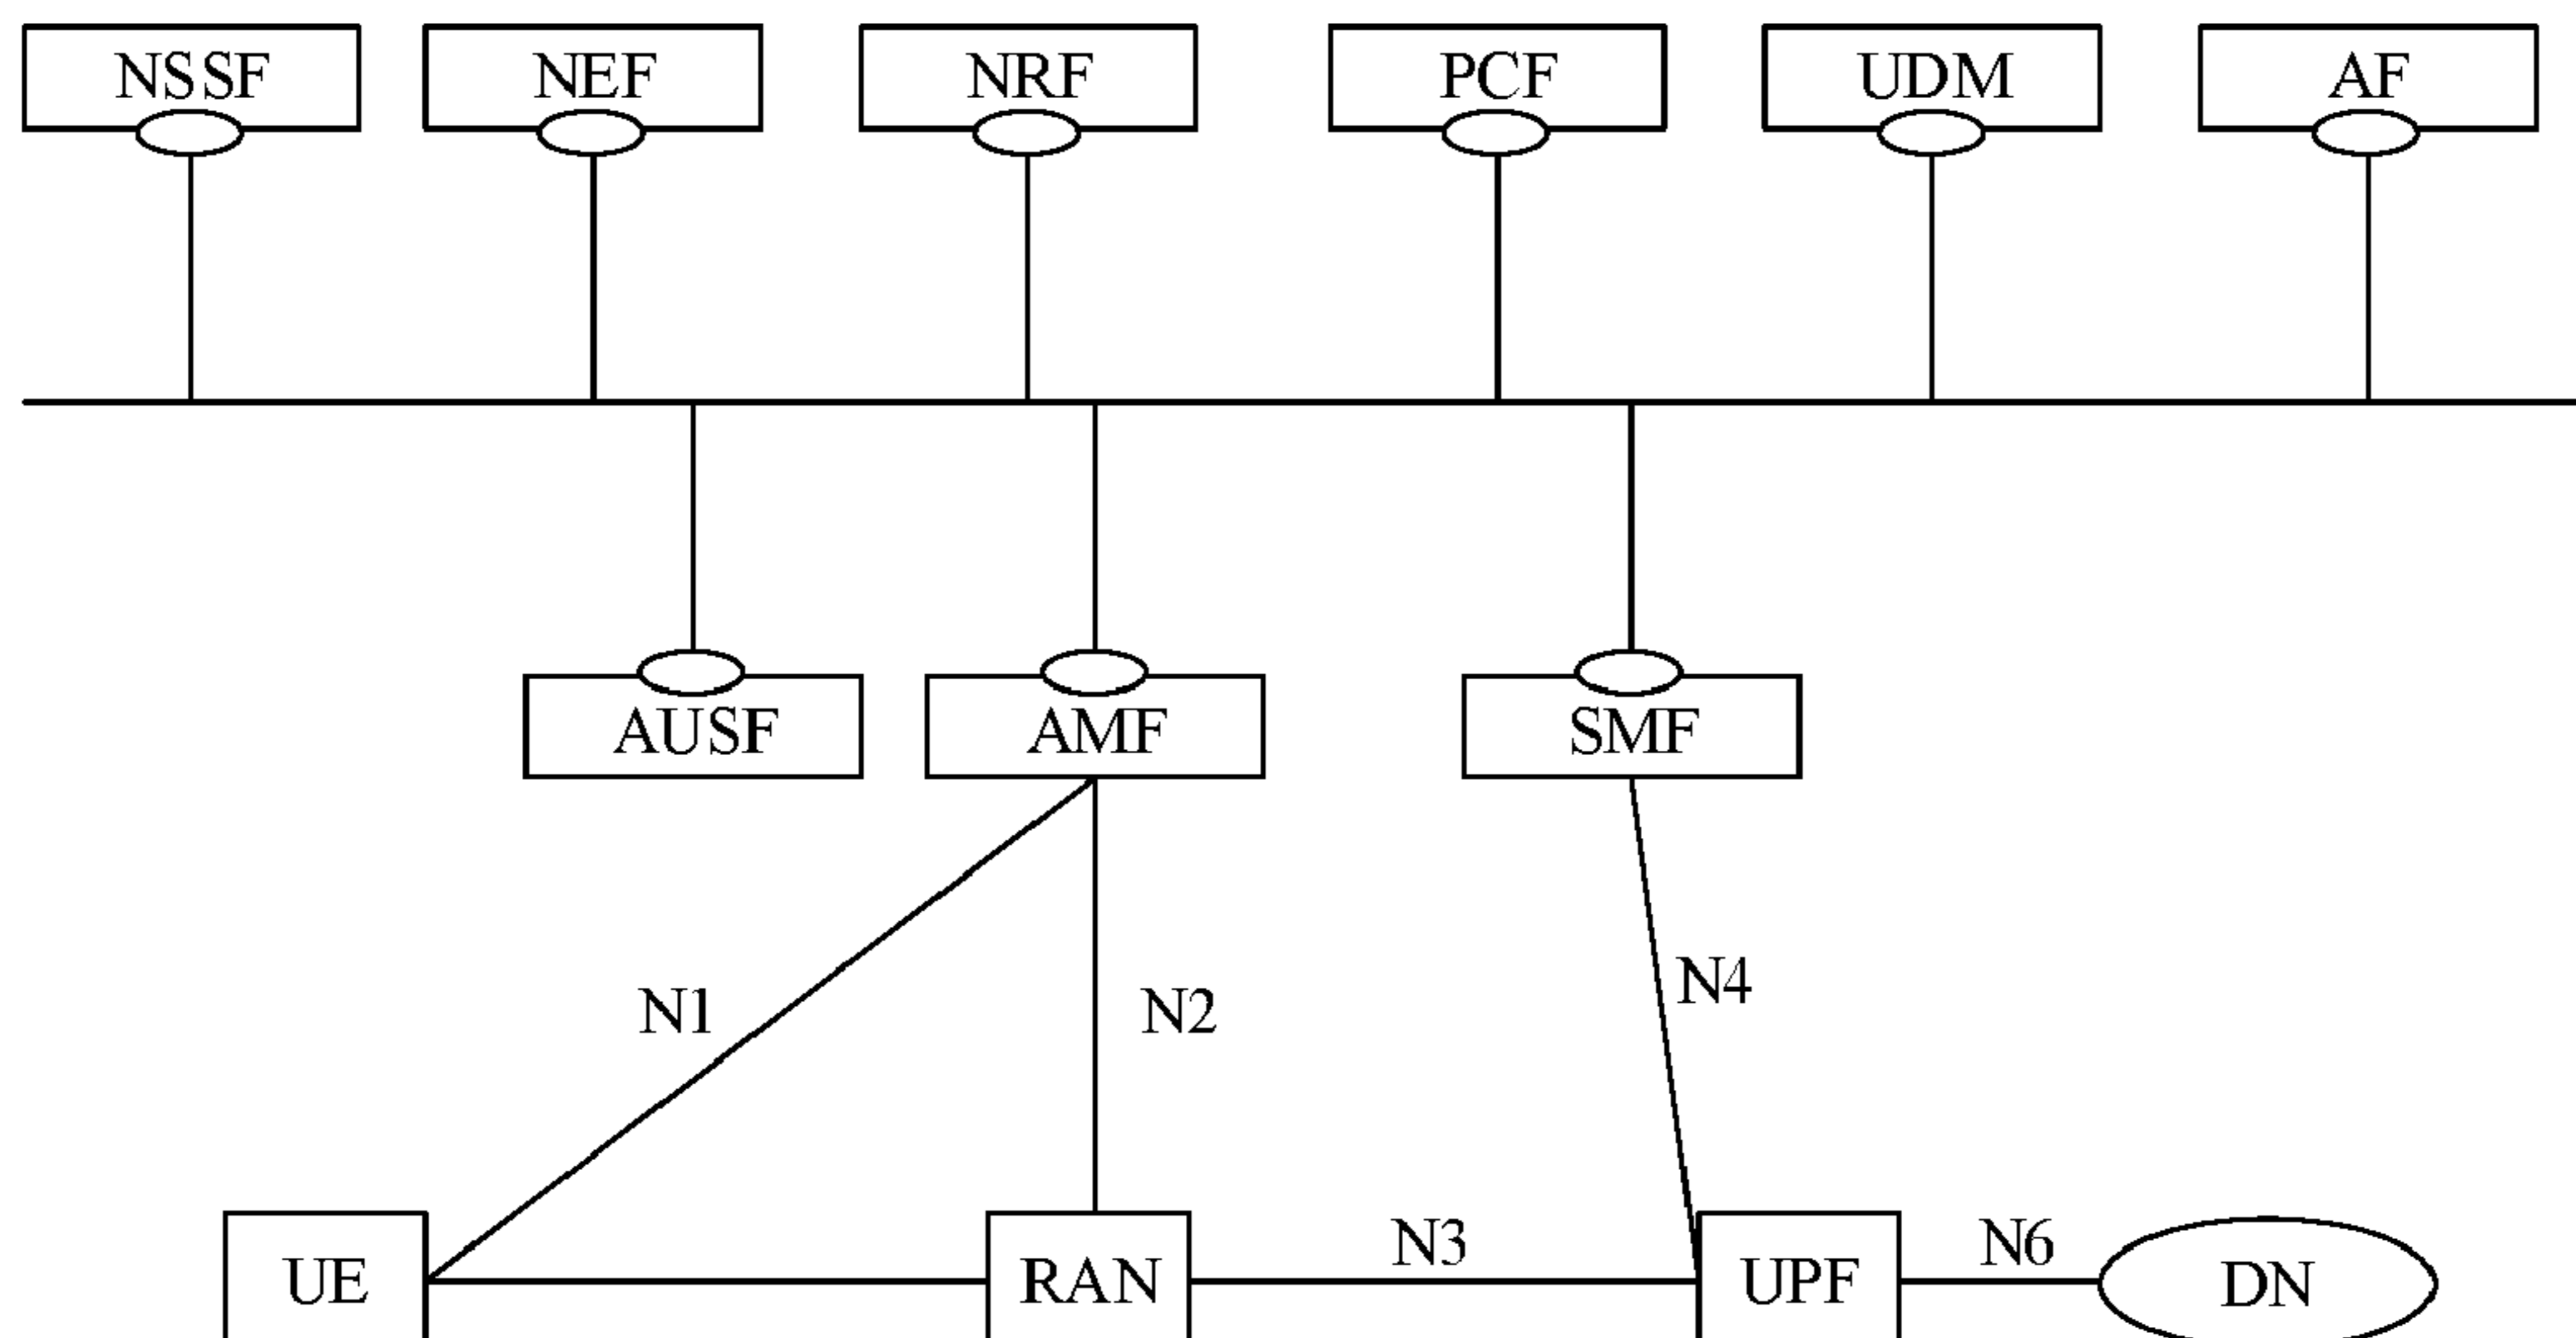 NSSF NEF NRF PCF UDM AF
AUSF AMF SMF
N1 N2 N4
N3 N6
UE RAN UPF DN